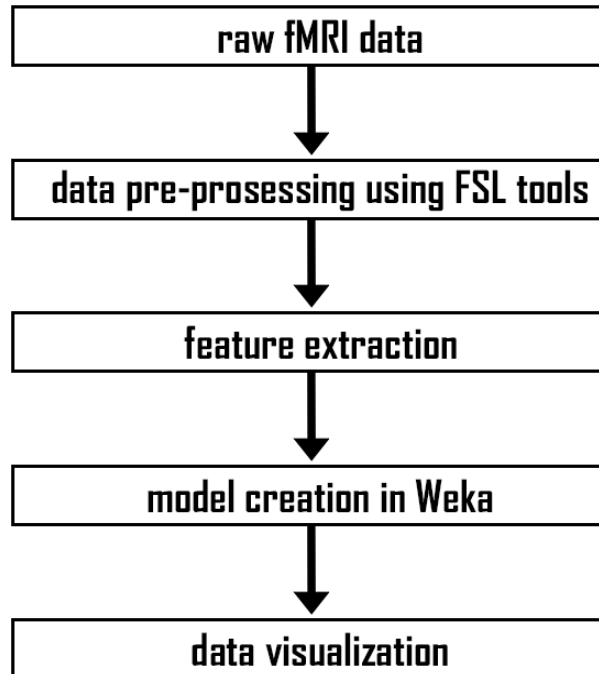 raw fMRI data
data pre-prosessing using FSL tools
feature extraction
model creation in Weka
data visualization